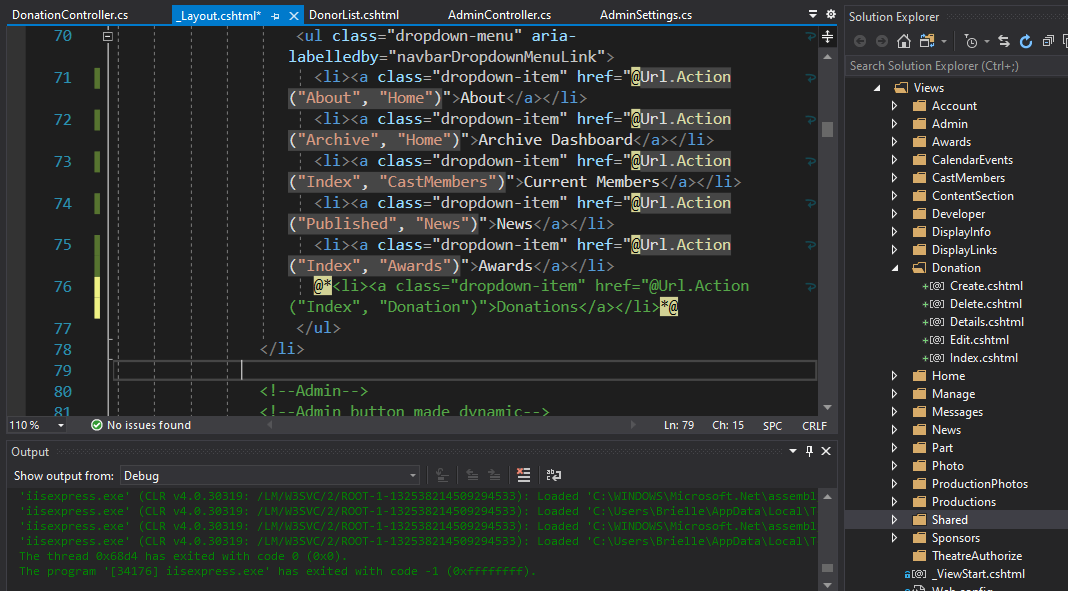 DonationController.cs
_Layout.cshtml*
DonorList.cshtml
AdminController.cs
AdminSettings.cs
70 <ul class="dropdown-menu" aria-
labelledby="navbarDropdownMenuLink">
71 <li><a class="dropdown-item" href="@Url.Action
("About", "Home")">About</a></li>
72 <li><a class="dropdown-item" href="@Url.Action
("Archive", "Home")">Archive Dashboard</a></li>
73 <li><a class="dropdown-item" href="@Url.Action
("Index", "CastMembers")">Current Members</a></li>
74 <li><a class="dropdown-item" href="@Url.Action
("Published", "News")">News</a></li>
75 <li><a class="dropdown-item" href="@Url.Action
("Index", "Awards")">Awards</a></li>
76 @*<li><a class="dropdown-item" href="@Url.Action
("Index", "Donation")">Donations</a></li>*@
77 </ul>
78 </li>
79
80 <!--Admin-->
81 <!--Admin button made dynamic-->
110 % No issues found Ln: 79 Ch: 15 SPC CRLF
Output
Show output from: Debug
'iisexpress.exe' (CLR v4.0.30319: /LM/W3SVC/2/ROOT-1-132538214509294533): Loaded 'C:\WINDOWS\Microsoft.Net\assembl
'iisexpress.exe' (CLR v4.0.30319: /LM/W3SVC/2/ROOT-1-132538214509294533): Loaded 'C:\Users\Brielle\AppData\Local\T
'iisexpress.exe' (CLR v4.0.30319: /LM/W3SVC/2/ROOT-1-132538214509294533): Loaded 'C:\WINDOWS\Microsoft.Net\assembl
'iisexpress.exe' (CLR v4.0.30319: /LM/W3SVC/2/ROOT-1-132538214509294533): Loaded 'C:\Users\Brielle\AppData\Local\T
The thread 0x68d4 has exited with code 0 (0x0).
The program '[34176] iisexpress.exe' has exited with code -1 (0xffffffff).
Solution Explorer
Search Solution Explorer (Ctrl+;)
Views
Account
Admin
Awards
CalendarEvents
CastMembers
ContentSection
Developer
DisplayInfo
DisplayLinks
Donation
Create.cshtml
Delete.cshtml
Details.cshtml
Edit.cshtml
Index.cshtml
Home
Manage
Messages
News
Part
Photo
ProductionPhotos
Productions
Shared
Sponsors
TheatreAuthorize
_ViewStart.cshtml
Web.config